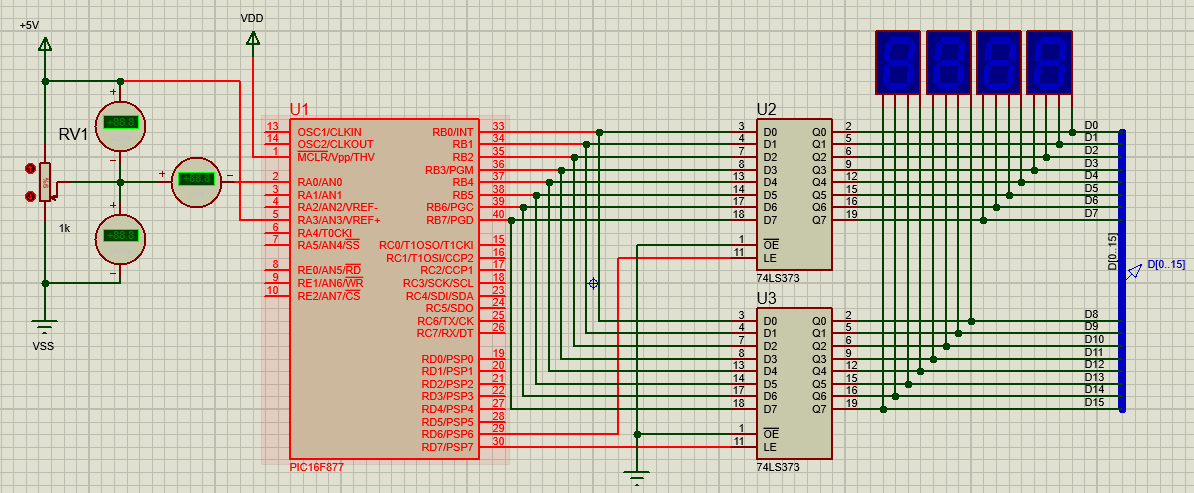 +5V
VDD
RV1
1k
VSS
+
-
+
-
+
-
+88.8
+88.8
+88.8
U1
13 OSC1/CLKIN RB0/INT 33
14 OSC2/CLKOUT RB1 34
1 MCLR/Vpp/THV RB2 35
RB3/PGM 36
2 RA0/AN0 RB4 37
3 RA1/AN1 RB5 38
4 RA2/AN2/VREF- RB6/PGC 39
5 RA3/AN3/VREF+ RB7/PGD 40
6 RA4/T0CKI
7 RA5/AN4/SS RC0/T1OSO/T1CKI 15
RC1/T1OSI/CCP2 16
8 RE0/AN5/RD RC2/CCP1 17
9 RE1/AN6/WR RC3/SCK/SCL 18
10 RE2/AN7/CS RC4/SDI/SDA 23
RC5/SDO 24
RC6/TX/CK 25
RC7/RX/DT 26
RD0/PSP0 19
RD1/PSP1 20
RD2/PSP2 21
RD3/PSP3 22
RD4/PSP4 27
RD5/PSP5 28
RD6/PSP6 29
RD7/PSP7 30
PIC16F877
U2
3 D0 Q0 2
4 D1 Q1 5
7 D2 Q2 6
8 D3 Q3 9
13 D4 Q4 12
14 D5 Q5 15
17 D6 Q6 16
18 D7 Q7 19
1 OE
11 LE
74LS373
U3
3 D0 Q0 2
4 D1 Q1 5
7 D2 Q2 6
8 D3 Q3 9
13 D4 Q4 12
14 D5 Q5 15
17 D6 Q6 16
18 D7 Q7 19
1 OE
11 LE
74LS373
D0
D1
D2
D3
D4
D5
D6
D7
D[0..15]
D[0..15]
D8
D9
D10
D11
D12
D13
D14
D15